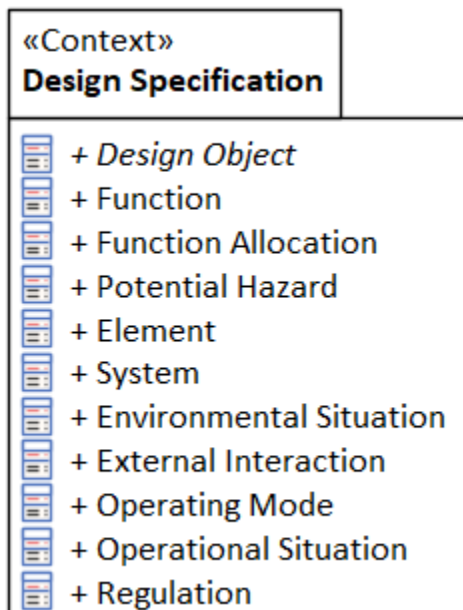 «Context»
Design Specification
+ Design Object
+ Function
+ Function Allocation
+ Potential Hazard
+ Element
+ System
+ Environmental Situation
+ External Interaction
+ Operating Mode
+ Operational Situation
+ Regulation